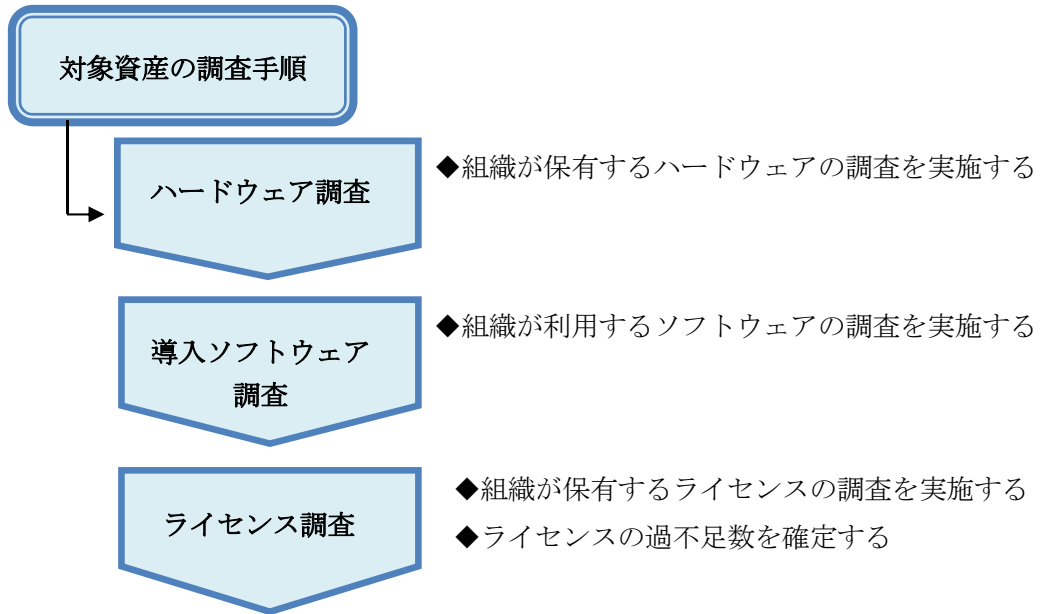 対象資産の調査手順
ハードウェア調査
◆組織が保有するハードウェアの調査を実施する
導入ソフトウェア
調査
◆組織が利用するソフトウェアの調査を実施する
ライセンス調査
◆組織が保有するライセンスの調査を実施する
◆ライセンスの過不足数を確定する